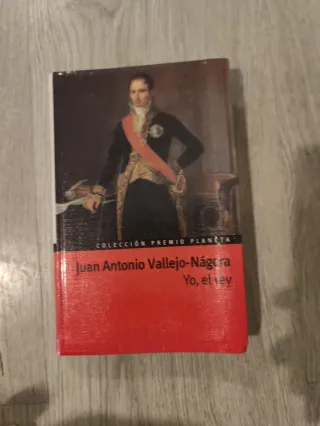 COLECCIÓN PREMIO PLANETA
Juan Antonio Vallejo-Nágera
Yo, el rey